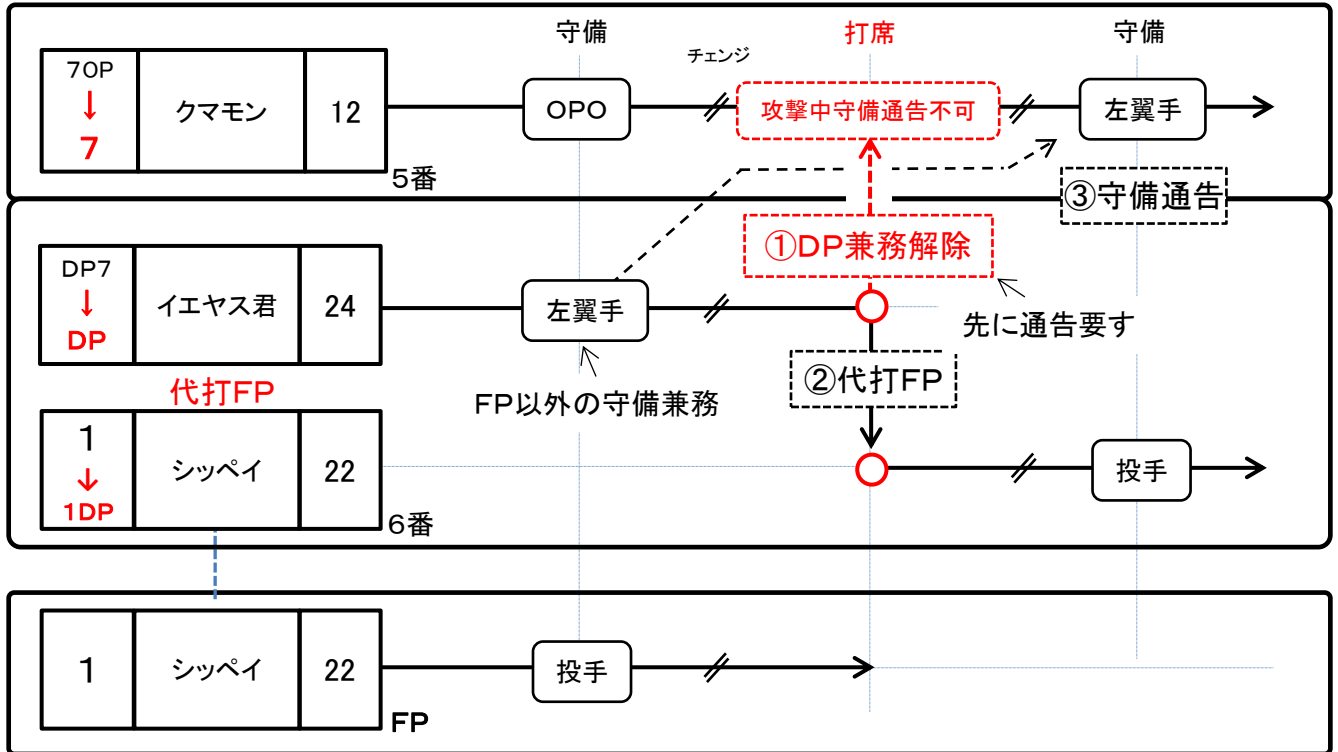 守備
打席
守備
チェンジ
7OP
↓
7
クマモン
12
OPO
攻撃中守備通告不可
左翼手
5番
③守備通告
①DP兼務解除
DP7
↓
DP
イエヤス君
24
左翼手
先に通告要す
②代打FP
代打FP
FP以外の守備兼務
1
↓
1DP
シッペイ
22
投手
6番
1
シッペイ
22
投手
FP